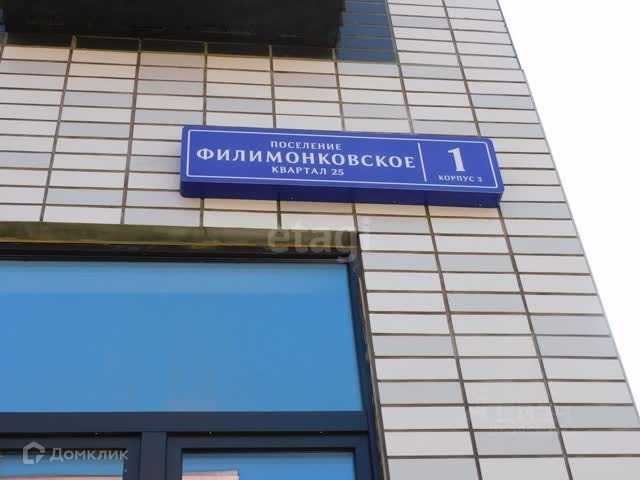 ПОСЕЛЕНИЕ
ФИЛИМОНКОВСКОЕ
КВАРТАЛ 25
1
КОРПУС 3
etagi
ДОМКЛИК